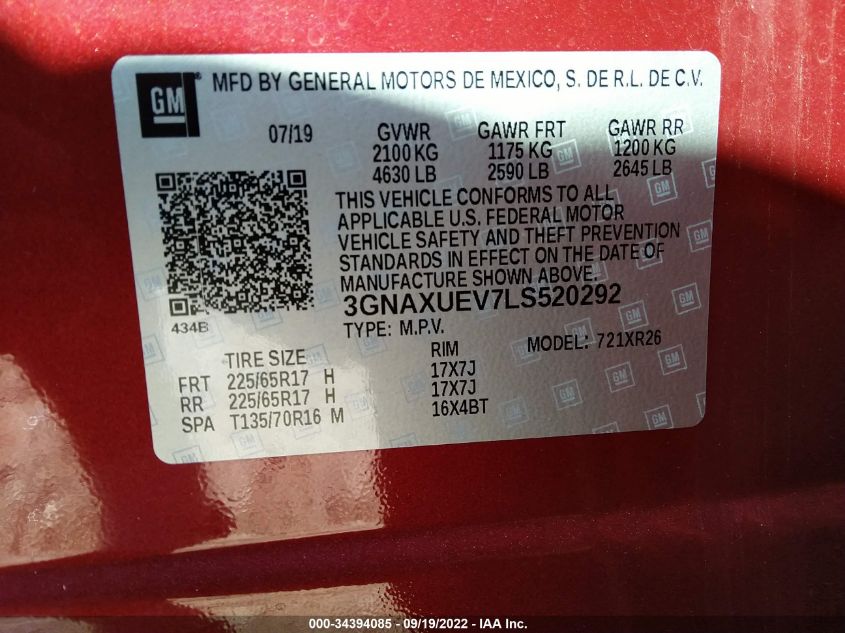 GM ® MFD BY GENERAL MOTORS DE MEXICO, S. DE R.L. DE C.V.
07/19 GVWR GAWR FRT GAWR RR
2100 KG 1175 KG 1200 KG
4630 LB 2590 LB 2645 LB
THIS VEHICLE CONFORMS TO ALL
APPLICABLE U.S. FEDERAL MOTOR
VEHICLE SAFETY AND THEFT PREVENTION
STANDARDS IN EFFECT ON THE DATE OF
MANUFACTURE SHOWN ABOVE.
434B 3GNAXUEV7LS520292
TYPE: M.P.V. MODEL: 721XR26
TIRE SIZE RIM
FRT 225/65R17 H 17X7J
RR 225/65R17 H 17X7J
SPA T135/70R16 M 16X4BT
000-34394085 - 09/19/2022 - IAA Inc.